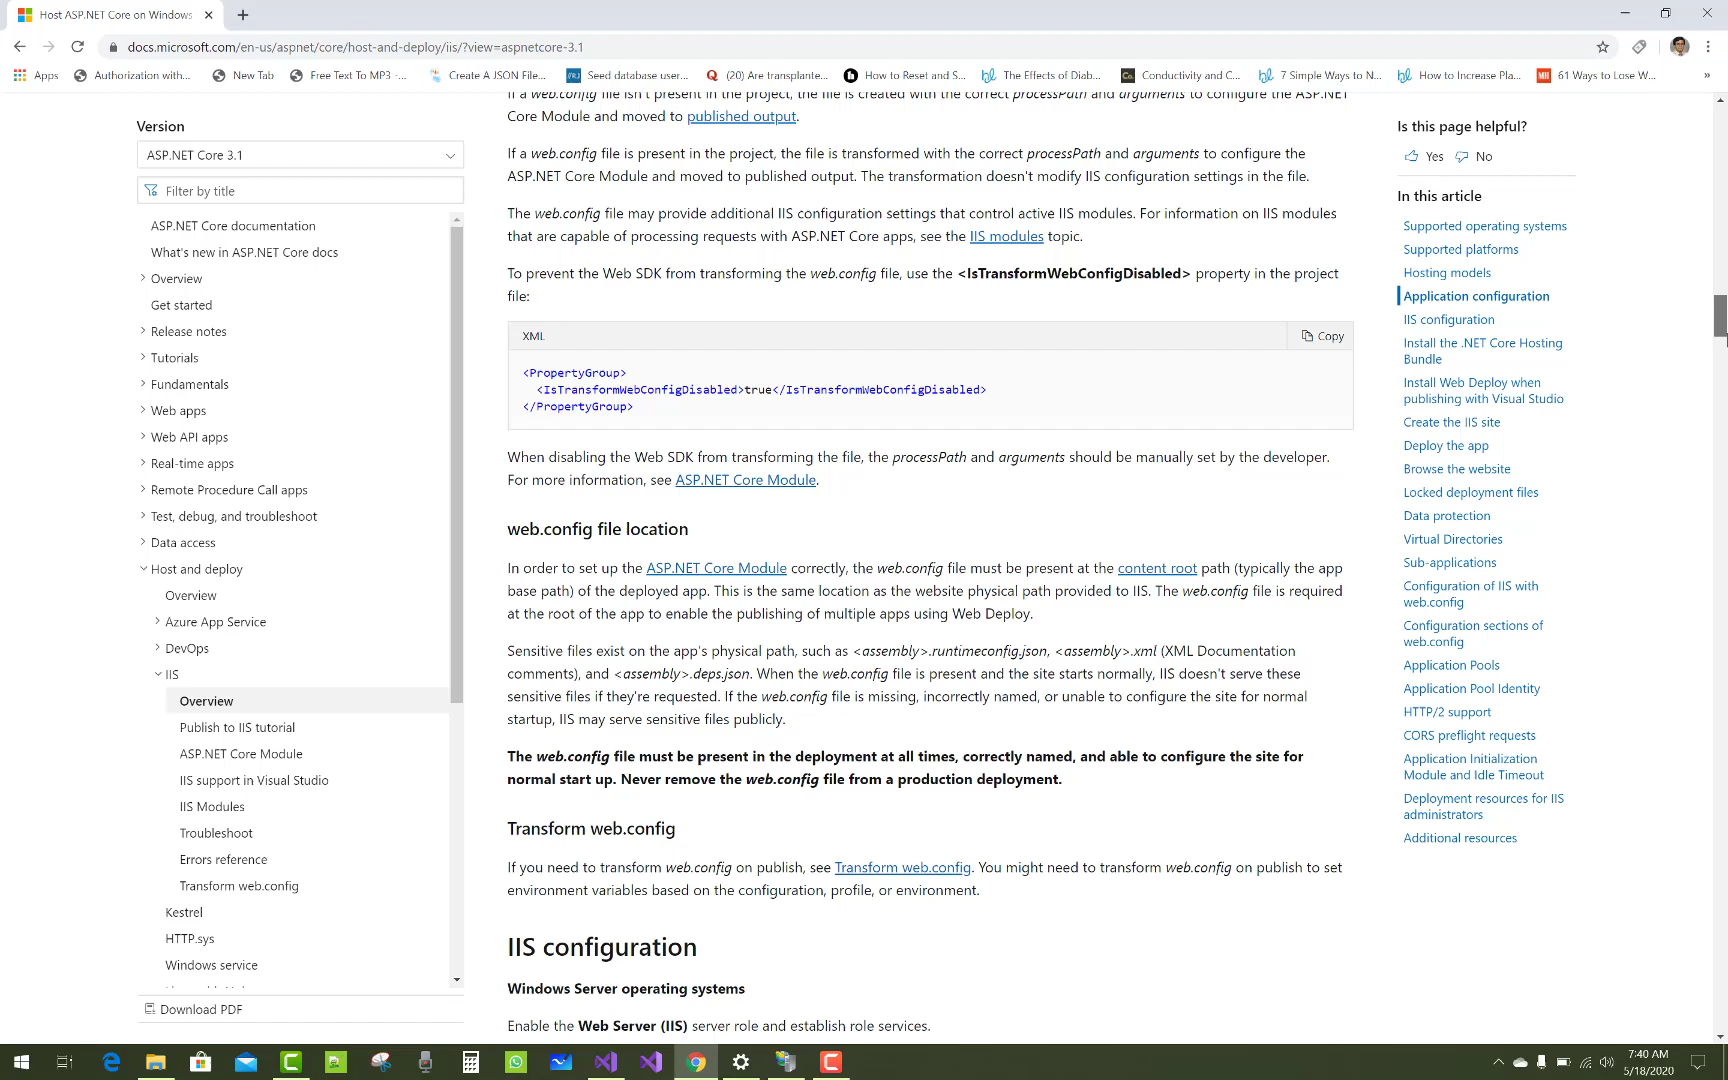 Host ASP.NET Core on Windows
docs.microsoft.com/en-us/aspnet/core/host-and-deploy/iis/?view=aspnetcore-3.1
Apps
Authorization with...
New Tab
Free Text To MP3 -...
Create A JSON File...
Seed database user...
(20) Are transplante...
How to Reset and S...
The Effects of Diab...
Conductivity and C...
7 Simple Ways to N...
How to Increase Pla...
61 Ways to Lose W...
Version
ASP.NET Core 3.1
Filter by title
ASP.NET Core documentation
What's new in ASP.NET Core docs
Overview
Get started
Release notes
Tutorials
Fundamentals
Web apps
Web API apps
Real-time apps
Remote Procedure Call apps
Test, debug, and troubleshoot
Data access
Host and deploy
Overview
Azure App Service
DevOps
IIS
Overview
Publish to IIS tutorial
ASP.NET Core Module
IIS support in Visual Studio
IIS Modules
Troubleshoot
Errors reference
Transform web.config
Kestrel
HTTP.sys
Windows service
Download PDF
If a web.config file isn't present in the project, the file is created with the correct processPath and arguments to configure the ASP.NET
Core Module and moved to published output.
If a web.config file is present in the project, the file is transformed with the correct processPath and arguments to configure the
ASP.NET Core Module and moved to published output. The transformation doesn't modify IIS configuration settings in the file.
The web.config file may provide additional IIS configuration settings that control active IIS modules. For information on IIS modules
that are capable of processing requests with ASP.NET Core apps, see the IIS modules topic.
To prevent the Web SDK from transforming the web.config file, use the <IsTransformWebConfigDisabled> property in the project
file:
XML
Copy
<PropertyGroup>
<IsTransformWebConfigDisabled>true</IsTransformWebConfigDisabled>
</PropertyGroup>
When disabling the Web SDK from transforming the file, the processPath and arguments should be manually set by the developer.
For more information, see ASP.NET Core Module.
web.config file location
In order to set up the ASP.NET Core Module correctly, the web.config file must be present at the content root path (typically the app
base path) of the deployed app. This is the same location as the website physical path provided to IIS. The web.config file is required
at the root of the app to enable the publishing of multiple apps using Web Deploy.
Sensitive files exist on the app's physical path, such as <assembly>.runtimeconfig.json, <assembly>.xml (XML Documentation
comments), and <assembly>.deps.json. When the web.config file is present and the site starts normally, IIS doesn't serve these
sensitive files if they're requested. If the web.config file is missing, incorrectly named, or unable to configure the site for normal
startup, IIS may serve sensitive files publicly.
The web.config file must be present in the deployment at all times, correctly named, and able to configure the site for
normal start up. Never remove the web.config file from a production deployment.
Transform web.config
If you need to transform web.config on publish, see Transform web.config. You might need to transform web.config on publish to set
environment variables based on the configuration, profile, or environment.
IIS configuration
Windows Server operating systems
Enable the Web Server (IIS) server role and establish role services.
Is this page helpful?
Yes
No
In this article
Supported operating systems
Supported platforms
Hosting models
Application configuration
IIS configuration
Install the .NET Core Hosting
Bundle
Install Web Deploy when
publishing with Visual Studio
Create the IIS site
Deploy the app
Browse the website
Locked deployment files
Data protection
Virtual Directories
Sub-applications
Configuration of IIS with
web.config
Configuration sections of
web.config
Application Pools
Application Pool Identity
HTTP/2 support
CORS preflight requests
Application Initialization
Module and Idle Timeout
Deployment resources for IIS
administrators
Additional resources
7:40 AM
5/18/2020